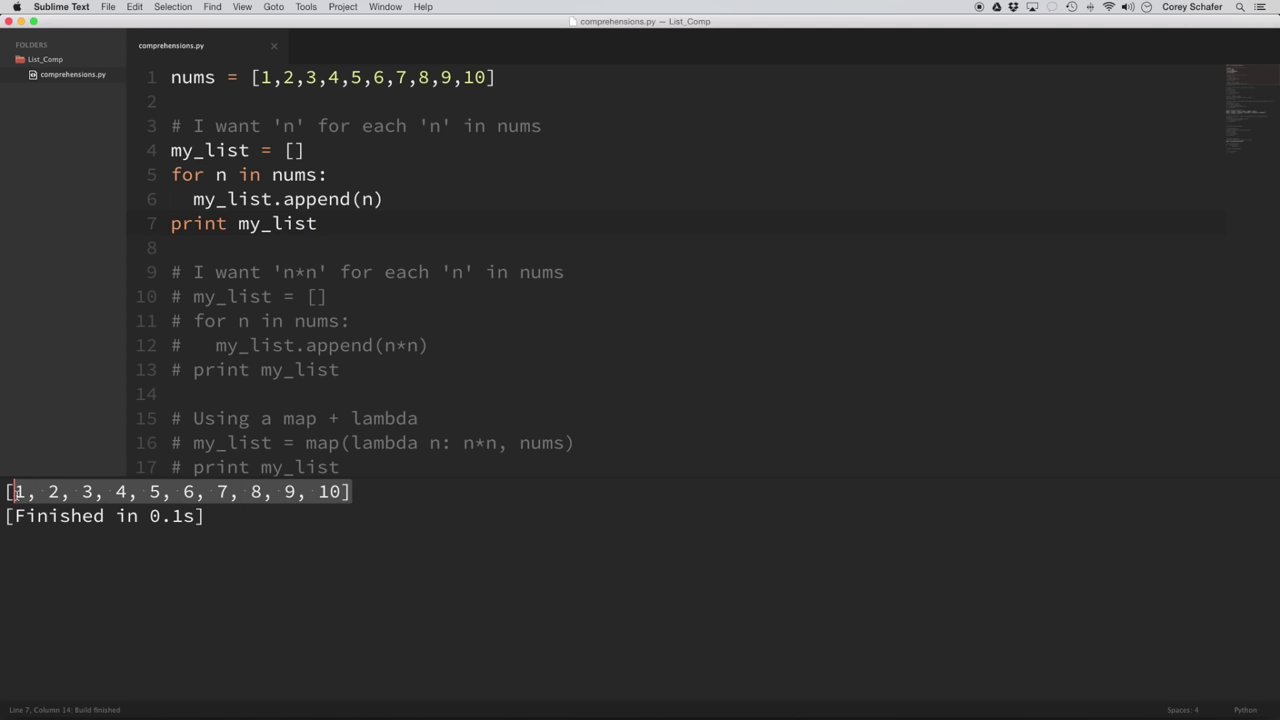 Sublime Text File Edit Selection Find View Goto Tools Project Window Help Corey Schafer
comprehensions.py — List_Comp
FOLDERS
List_Comp
comprehensions.py
comprehensions.py
1 nums = [1,2,3,4,5,6,7,8,9,10]
2
3 # I want 'n' for each 'n' in nums
4 my_list = []
5 for n in nums:
6 my_list.append(n)
7 print my_list
8
9 # I want 'n*n' for each 'n' in nums
10 # my_list = []
11 # for n in nums:
12 # my_list.append(n*n)
13 # print my_list
14
15 # Using a map + lambda
16 # my_list = map(lambda n: n*n, nums)
17 # print my_list
[1, 2, 3, 4, 5, 6, 7, 8, 9, 10]
[Finished in 0.1s]
Line 7, Column 14; Build finished Spaces: 4 Python